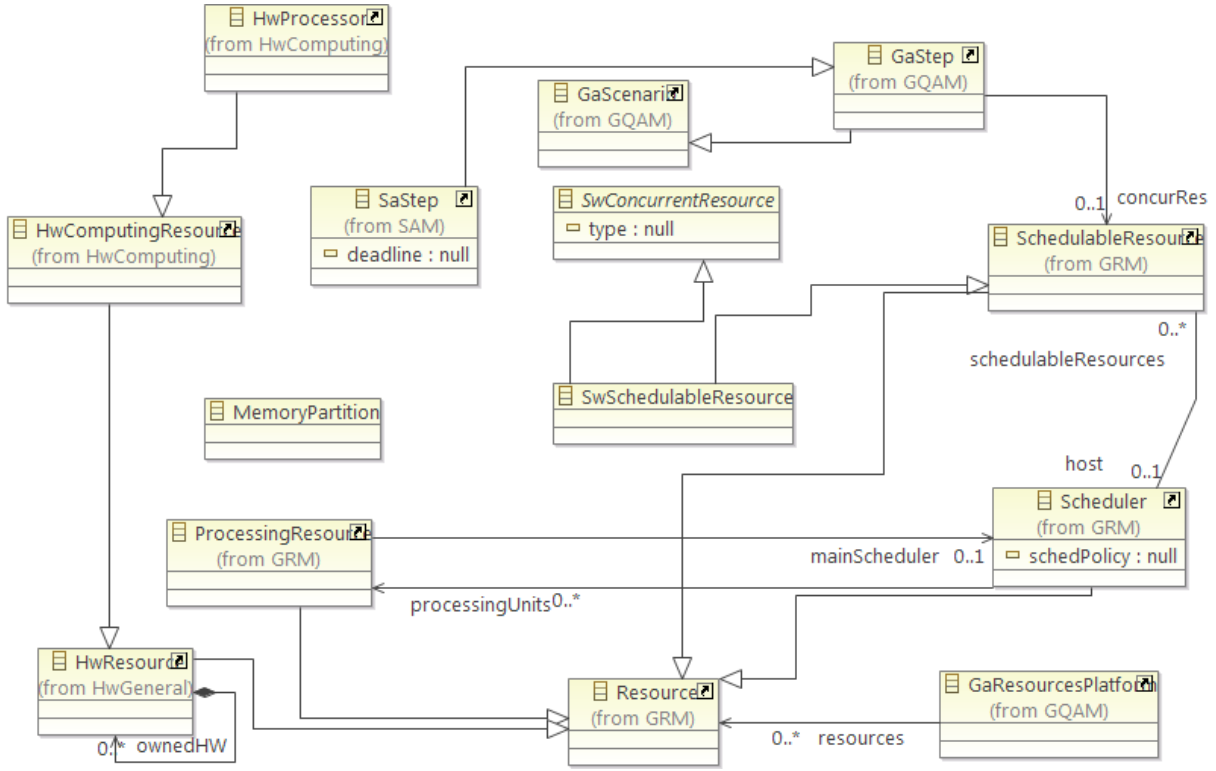 HwProcessor
(from HwComputing)
GaStep
(from GQAM)
GaScenario
(from GQAM)
SaStep
(from SAM)
deadline : null
SwConcurrentResource
type : null
0..1 concurRes
HwComputingResource
(from HwComputing)
SchedulableResource
(from GRM)
0..*
schedulableResources
MemoryPartition
SwSchedulableResource
host 0..1
Scheduler
(from GRM)
schedPolicy : null
ProcessingResource
(from GRM)
mainScheduler 0..1
processingUnits 0..*
HwResource
(from HwGeneral)
0..* ownedHW
Resource
(from GRM)
GaResourcesPlatform
(from GQAM)
0..* resources